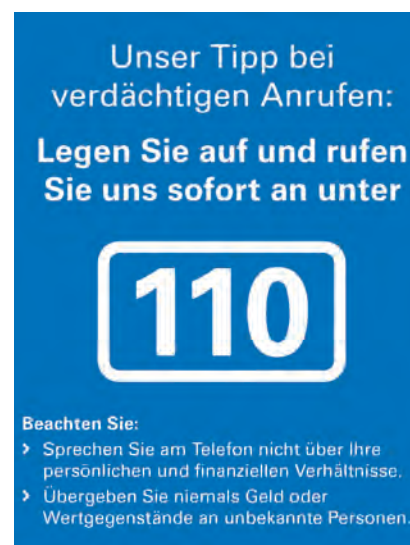 Unser Tipp bei
verdächtigen Anrufen:
Legen Sie auf und rufen
Sie uns sofort an unter
110
Beachten Sie:
> Sprechen Sie am Telefon nicht über Ihre
persönlichen und finanziellen Verhältnisse.
> Übergeben Sie niemals Geld oder
Wertgegenstände an unbekannte Personen.